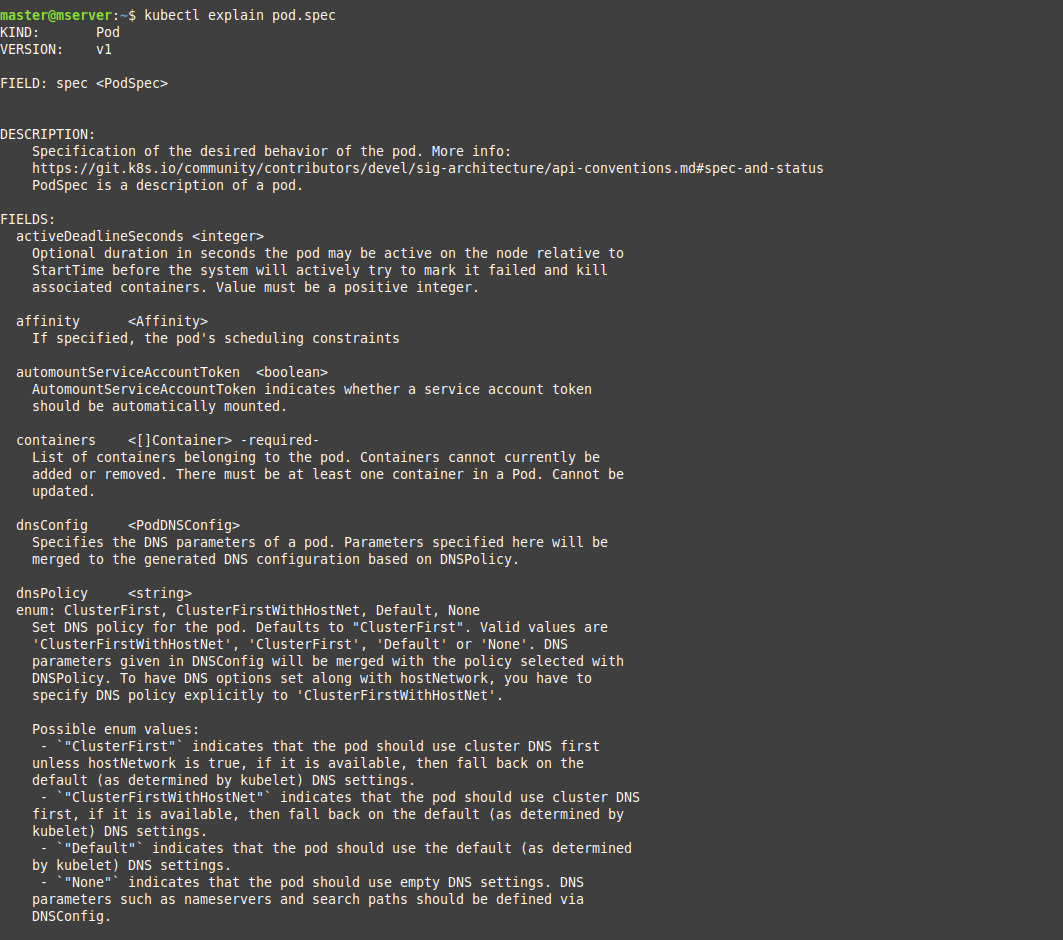 master@mserver:~$ kubectl explain pod.spec
KIND:       Pod
VERSION:    v1

FIELD: spec <PodSpec>


DESCRIPTION:
    Specification of the desired behavior of the pod. More info:
    https://git.k8s.io/community/contributors/devel/sig-architecture/api-conventions.md#spec-and-status
    PodSpec is a description of a pod.

FIELDS:
  activeDeadlineSeconds <integer>
    Optional duration in seconds the pod may be active on the node relative to
    StartTime before the system will actively try to mark it failed and kill
    associated containers. Value must be a positive integer.

  affinity      <Affinity>
    If specified, the pod's scheduling constraints

  automountServiceAccountToken  <boolean>
    AutomountServiceAccountToken indicates whether a service account token
    should be automatically mounted.

  containers    <[]Container> -required-
    List of containers belonging to the pod. Containers cannot currently be
    added or removed. There must be at least one container in a Pod. Cannot be
    updated.

  dnsConfig     <PodDNSConfig>
    Specifies the DNS parameters of a pod. Parameters specified here will be
    merged to the generated DNS configuration based on DNSPolicy.

  dnsPolicy     <string>
  enum: ClusterFirst, ClusterFirstWithHostNet, Default, None
    Set DNS policy for the pod. Defaults to "ClusterFirst". Valid values are
    'ClusterFirstWithHostNet', 'ClusterFirst', 'Default' or 'None'. DNS
    parameters given in DNSConfig will be merged with the policy selected with
    DNSPolicy. To have DNS options set along with hostNetwork, you have to
    specify DNS policy explicitly to 'ClusterFirstWithHostNet'.

    Possible enum values:
     - `"ClusterFirst"` indicates that the pod should use cluster DNS first
    unless hostNetwork is true, if it is available, then fall back on the
    default (as determined by kubelet) DNS settings.
     - `"ClusterFirstWithHostNet"` indicates that the pod should use cluster DNS
    first, if it is available, then fall back on the default (as determined by
    kubelet) DNS settings.
     - `"Default"` indicates that the pod should use the default (as determined
    by kubelet) DNS settings.
     - `"None"` indicates that the pod should use empty DNS settings. DNS
    parameters such as nameservers and search paths should be defined via
    DNSConfig.